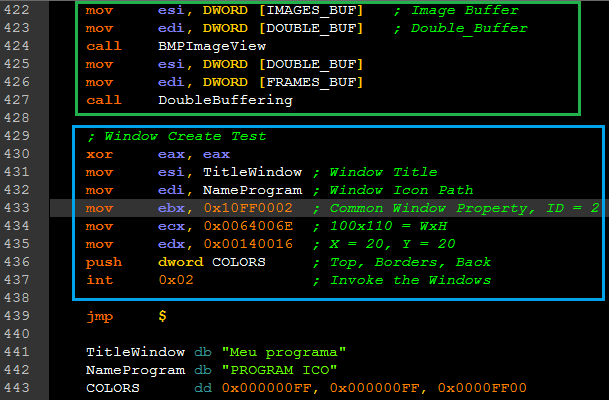 422 mov esi, DWORD [IMAGES_BUF] ; Image Buffer
423 mov edi, DWORD [DOUBLE_BUF] ; Double_Buffer
424 call BMPImageView
425 mov esi, DWORD [DOUBLE_BUF]
426 mov edi, DWORD [FRAMES_BUF]
427 call DoubleBuffering
428
429 ; Window Create Test
430 xor eax, eax
431 mov esi, TitleWindow ; Window Title
432 mov edi, NameProgram ; Window Icon Path
433 mov ebx, 0x10FF0002 ; Common Window Property, ID = 2
434 mov ecx, 0x0064006E ; 100x110 = WxH
435 mov edx, 0x00140016 ; X = 20, Y = 20
436 push dword COLORS ; Top, Borders, Back
437 int 0x02 ; Invoke the Windows
438
439 jmp $
440
441 TitleWindow db "Meu programa"
442 NameProgram db "PROGRAM ICO"
443 COLORS dd 0x000000FF, 0x000000FF, 0x0000FF00